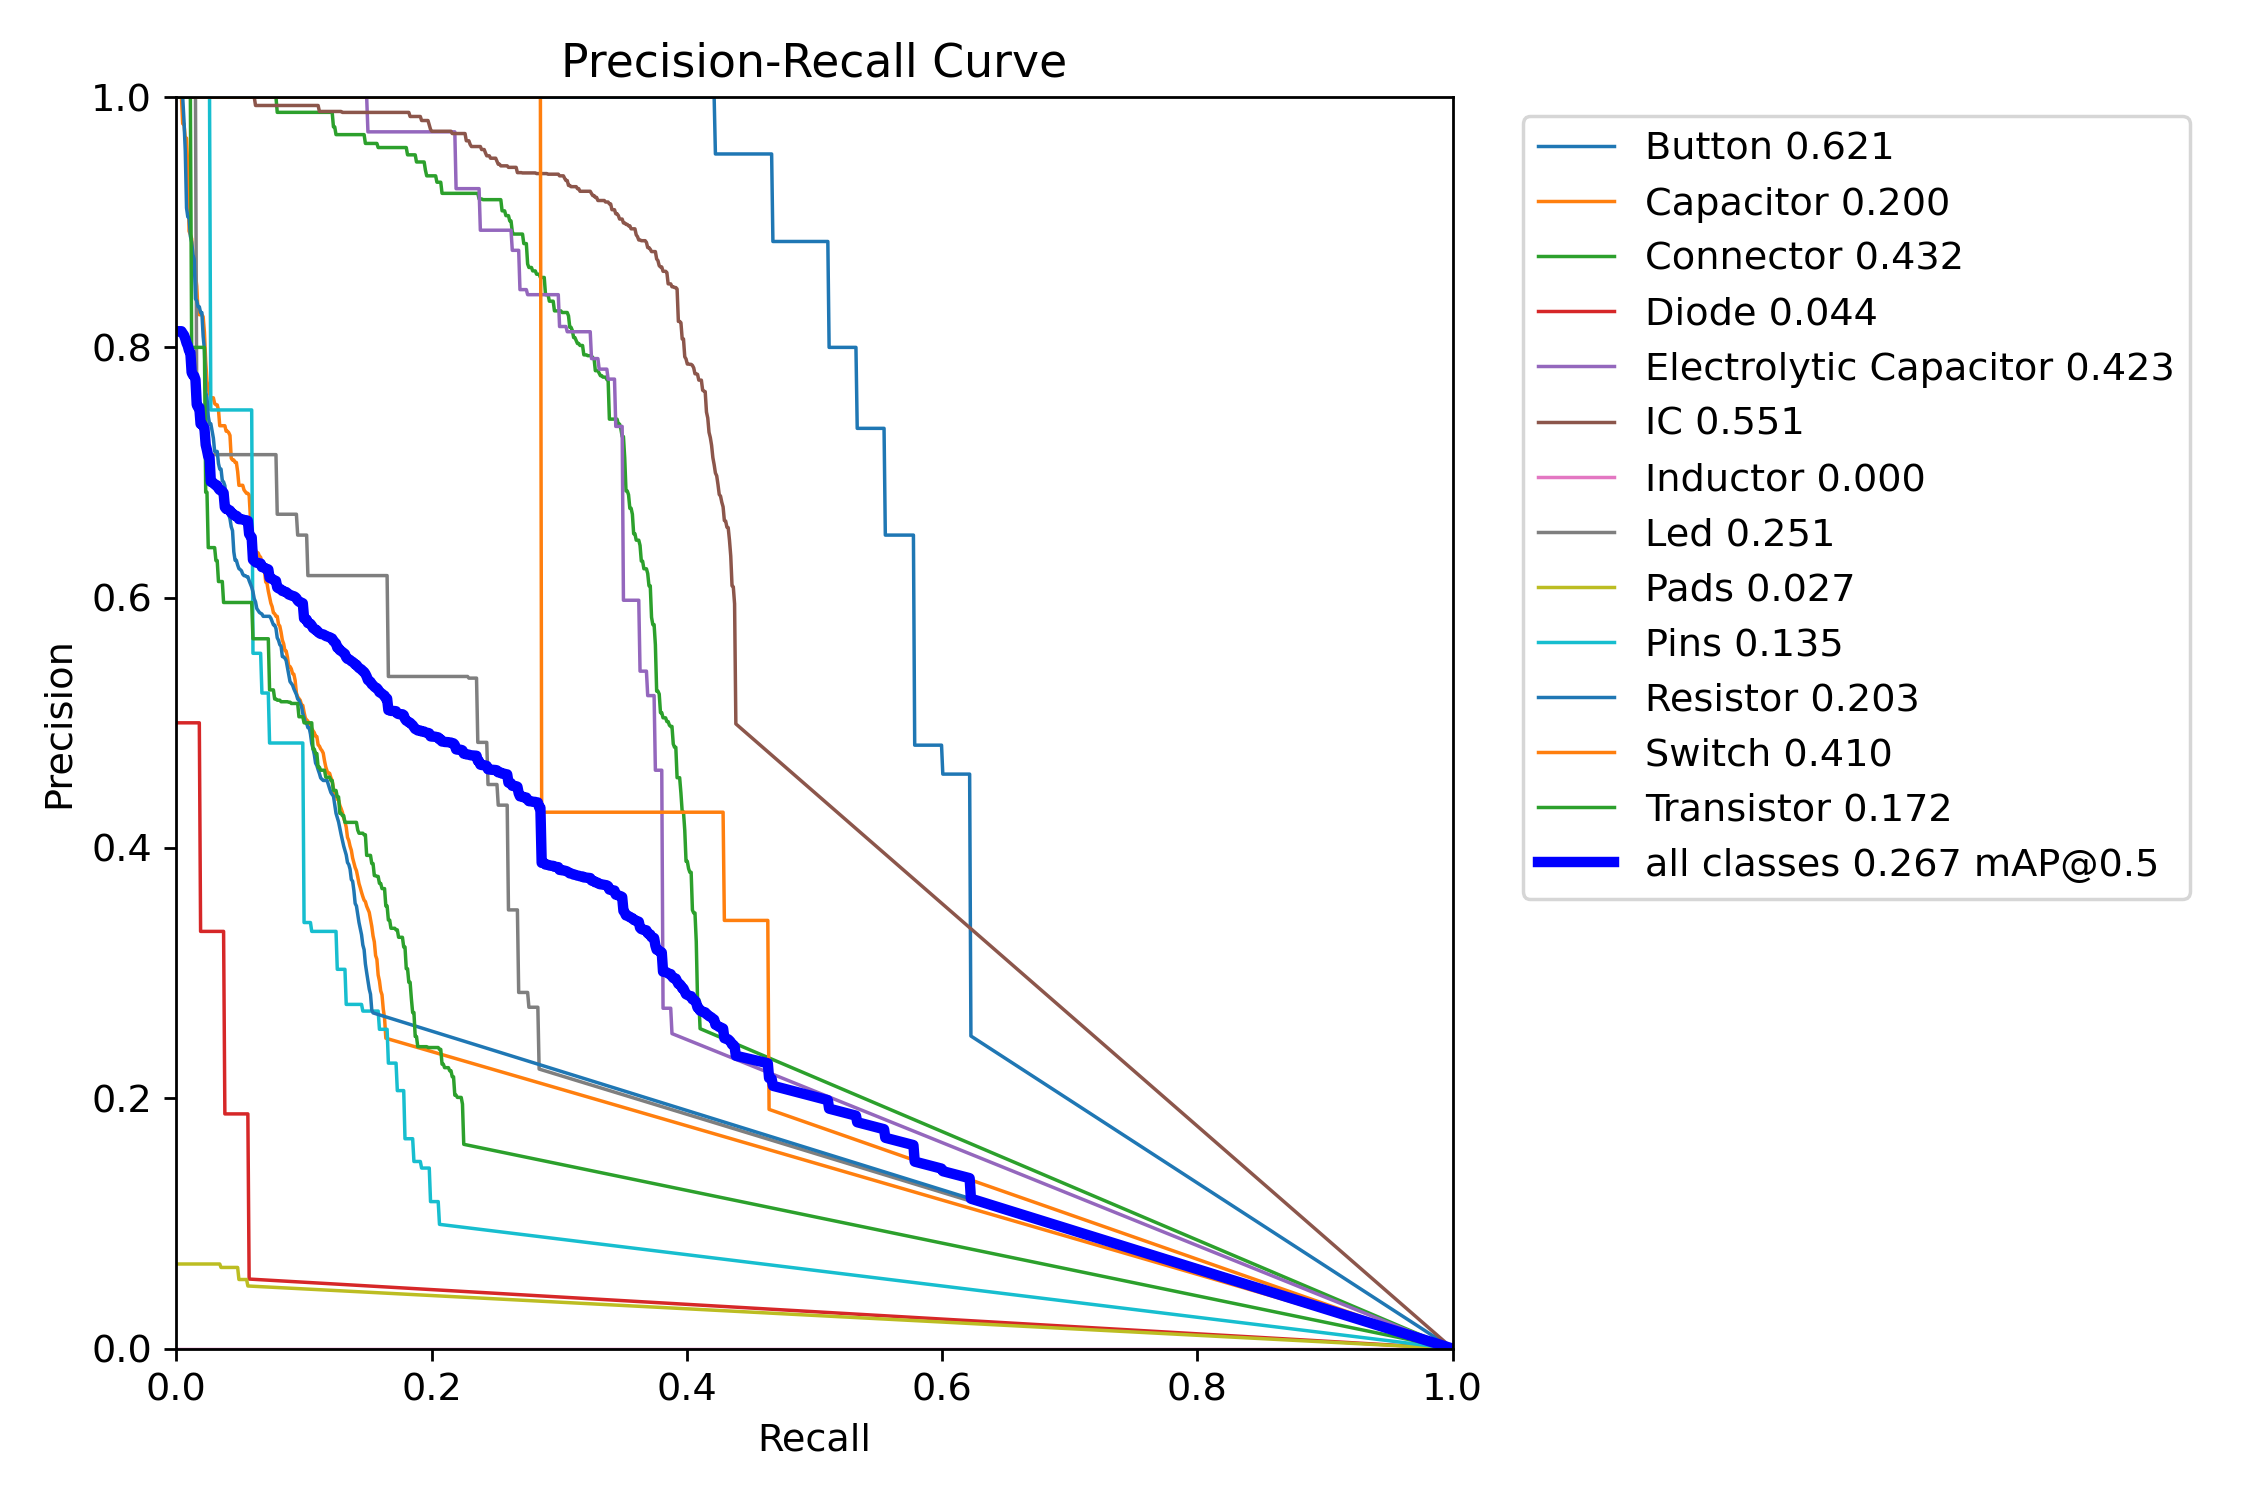 Precision-Recall Curve
1.0
0.8
0.6
0.4
0.2
0.0
Precision
0.0 0.2 0.4 0.6 0.8 1.0
Recall
Button 0.621
Capacitor 0.200
Connector 0.432
Diode 0.044
Electrolytic Capacitor 0.423
IC 0.551
Inductor 0.000
Led 0.251
Pads 0.027
Pins 0.135
Resistor 0.203
Switch 0.410
Transistor 0.172
all classes 0.267 mAP@0.5